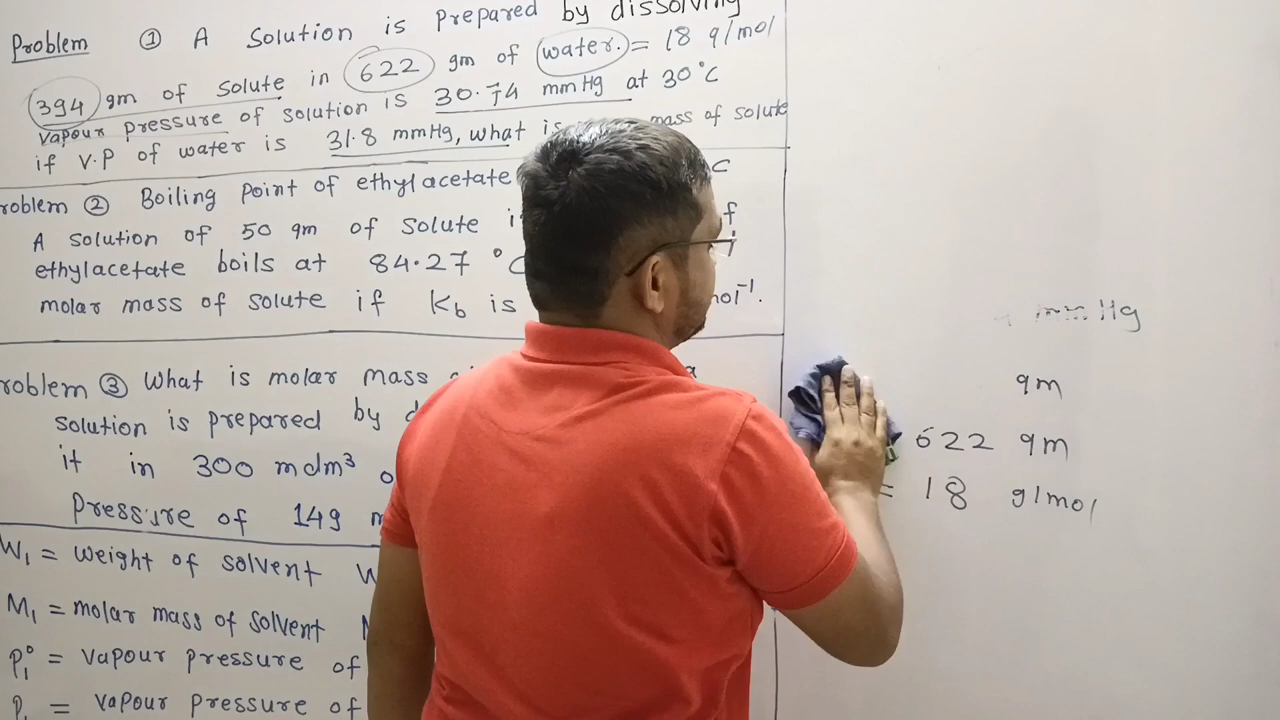 Problem ① A Solution is prepared by dissolving
394 gm of solute in 622 gm of water. = 18 g/mol
vapour pressure of solution is 30.74 mmHg at 30°C
if V.P of water is 31.8 mmHg, what is mass of solute
roblem ② Boiling point of ethylacetate C
A solution of 50 gm of solute i
ethylacetate boils at 84.27 °C
molar mass of solute if Kb is mol⁻¹.
roblem ③ What is molar mass a
solution is prepared by d
it in 300 mdm³ o
pressure of 149 m
W₁ = weight of solvent W
M₁ = molar mass of solvent
P₁° = vapour pressure of
P₁ = vapour pressure of
mmHg
gm
622 gm
= 18 g/mol